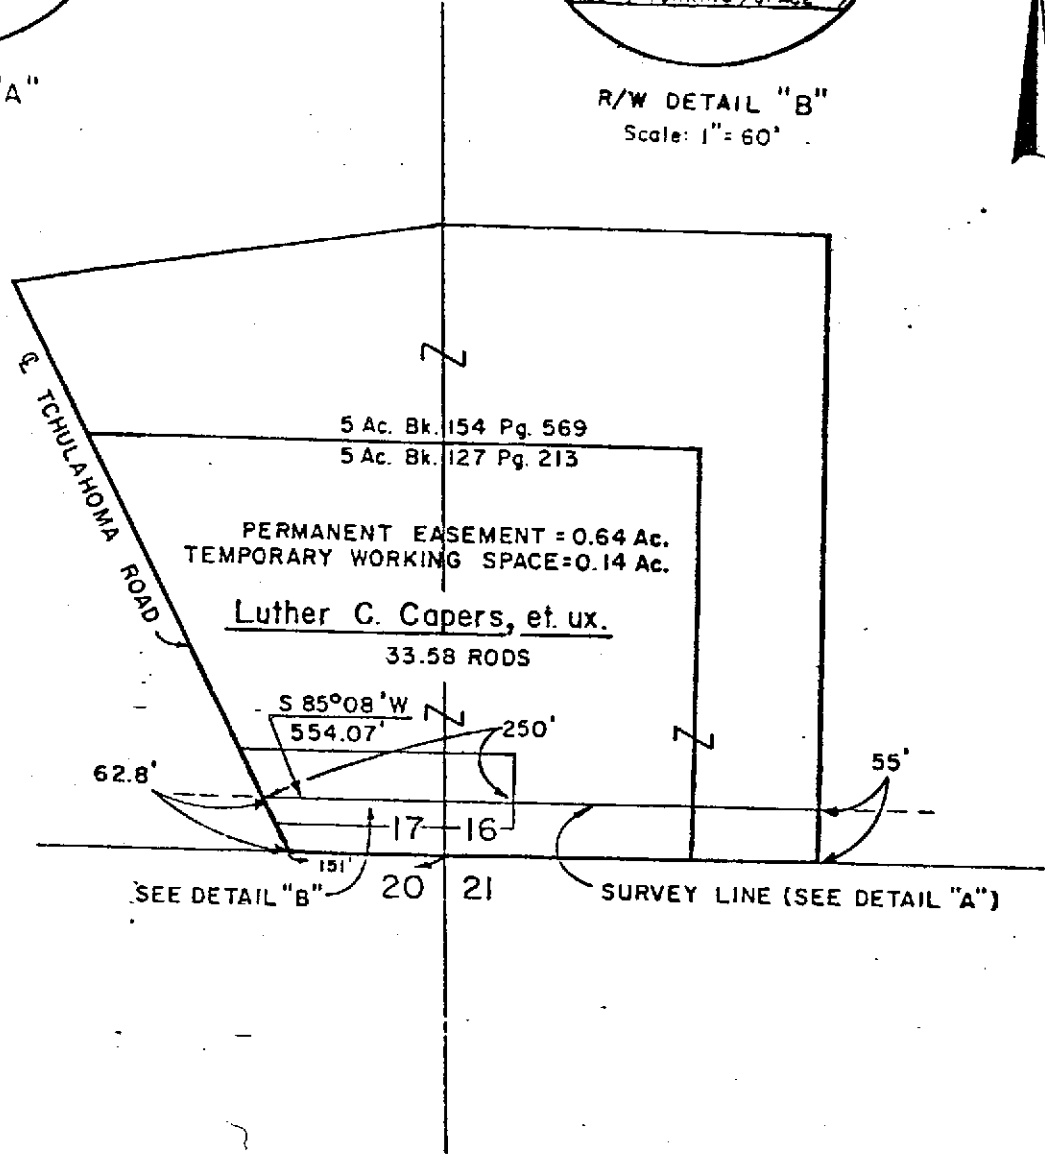 "A"
WORKING SPACE
R/W DETAIL "B"
Scale: 1"=60'
℄ TCHULAHOMA ROAD
5 Ac. Bk. 154 Pg. 569
5 Ac. Bk. 127 Pg. 213
PERMANENT EASEMENT = 0.64 Ac.
TEMPORARY WORKING SPACE=0.14 Ac.
Luther C. Capers, et. ux.
33.58 RODS
S 85°08'W
554.07'
250'
62.8'
55'
17 16
151'
20 21
SEE DETAIL "B"
SURVEY LINE (SEE DETAIL "A")